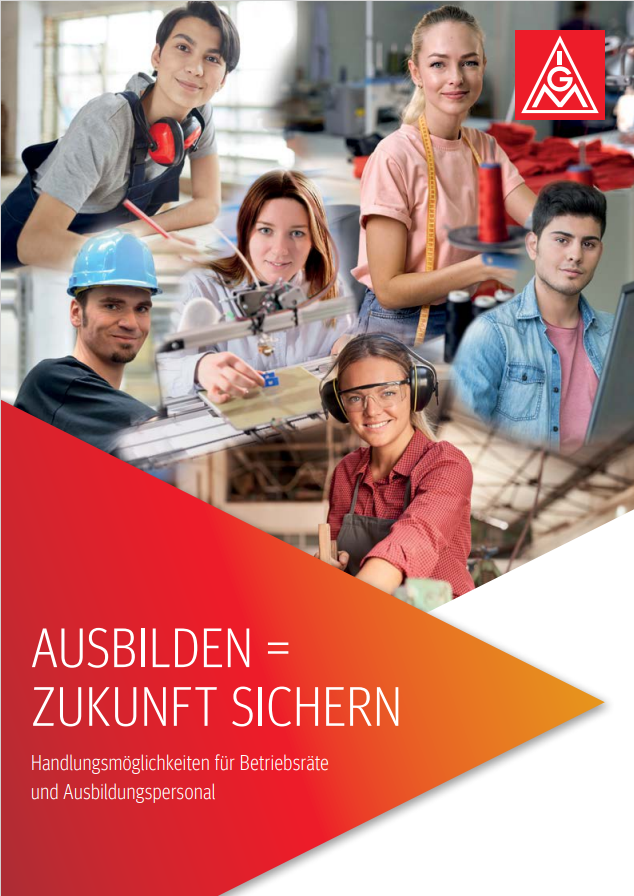 IGM
AUSBILDEN =
ZUKUNFT SICHERN
Handlungsmöglichkeiten für Betriebsräte
und Ausbildungspersonal